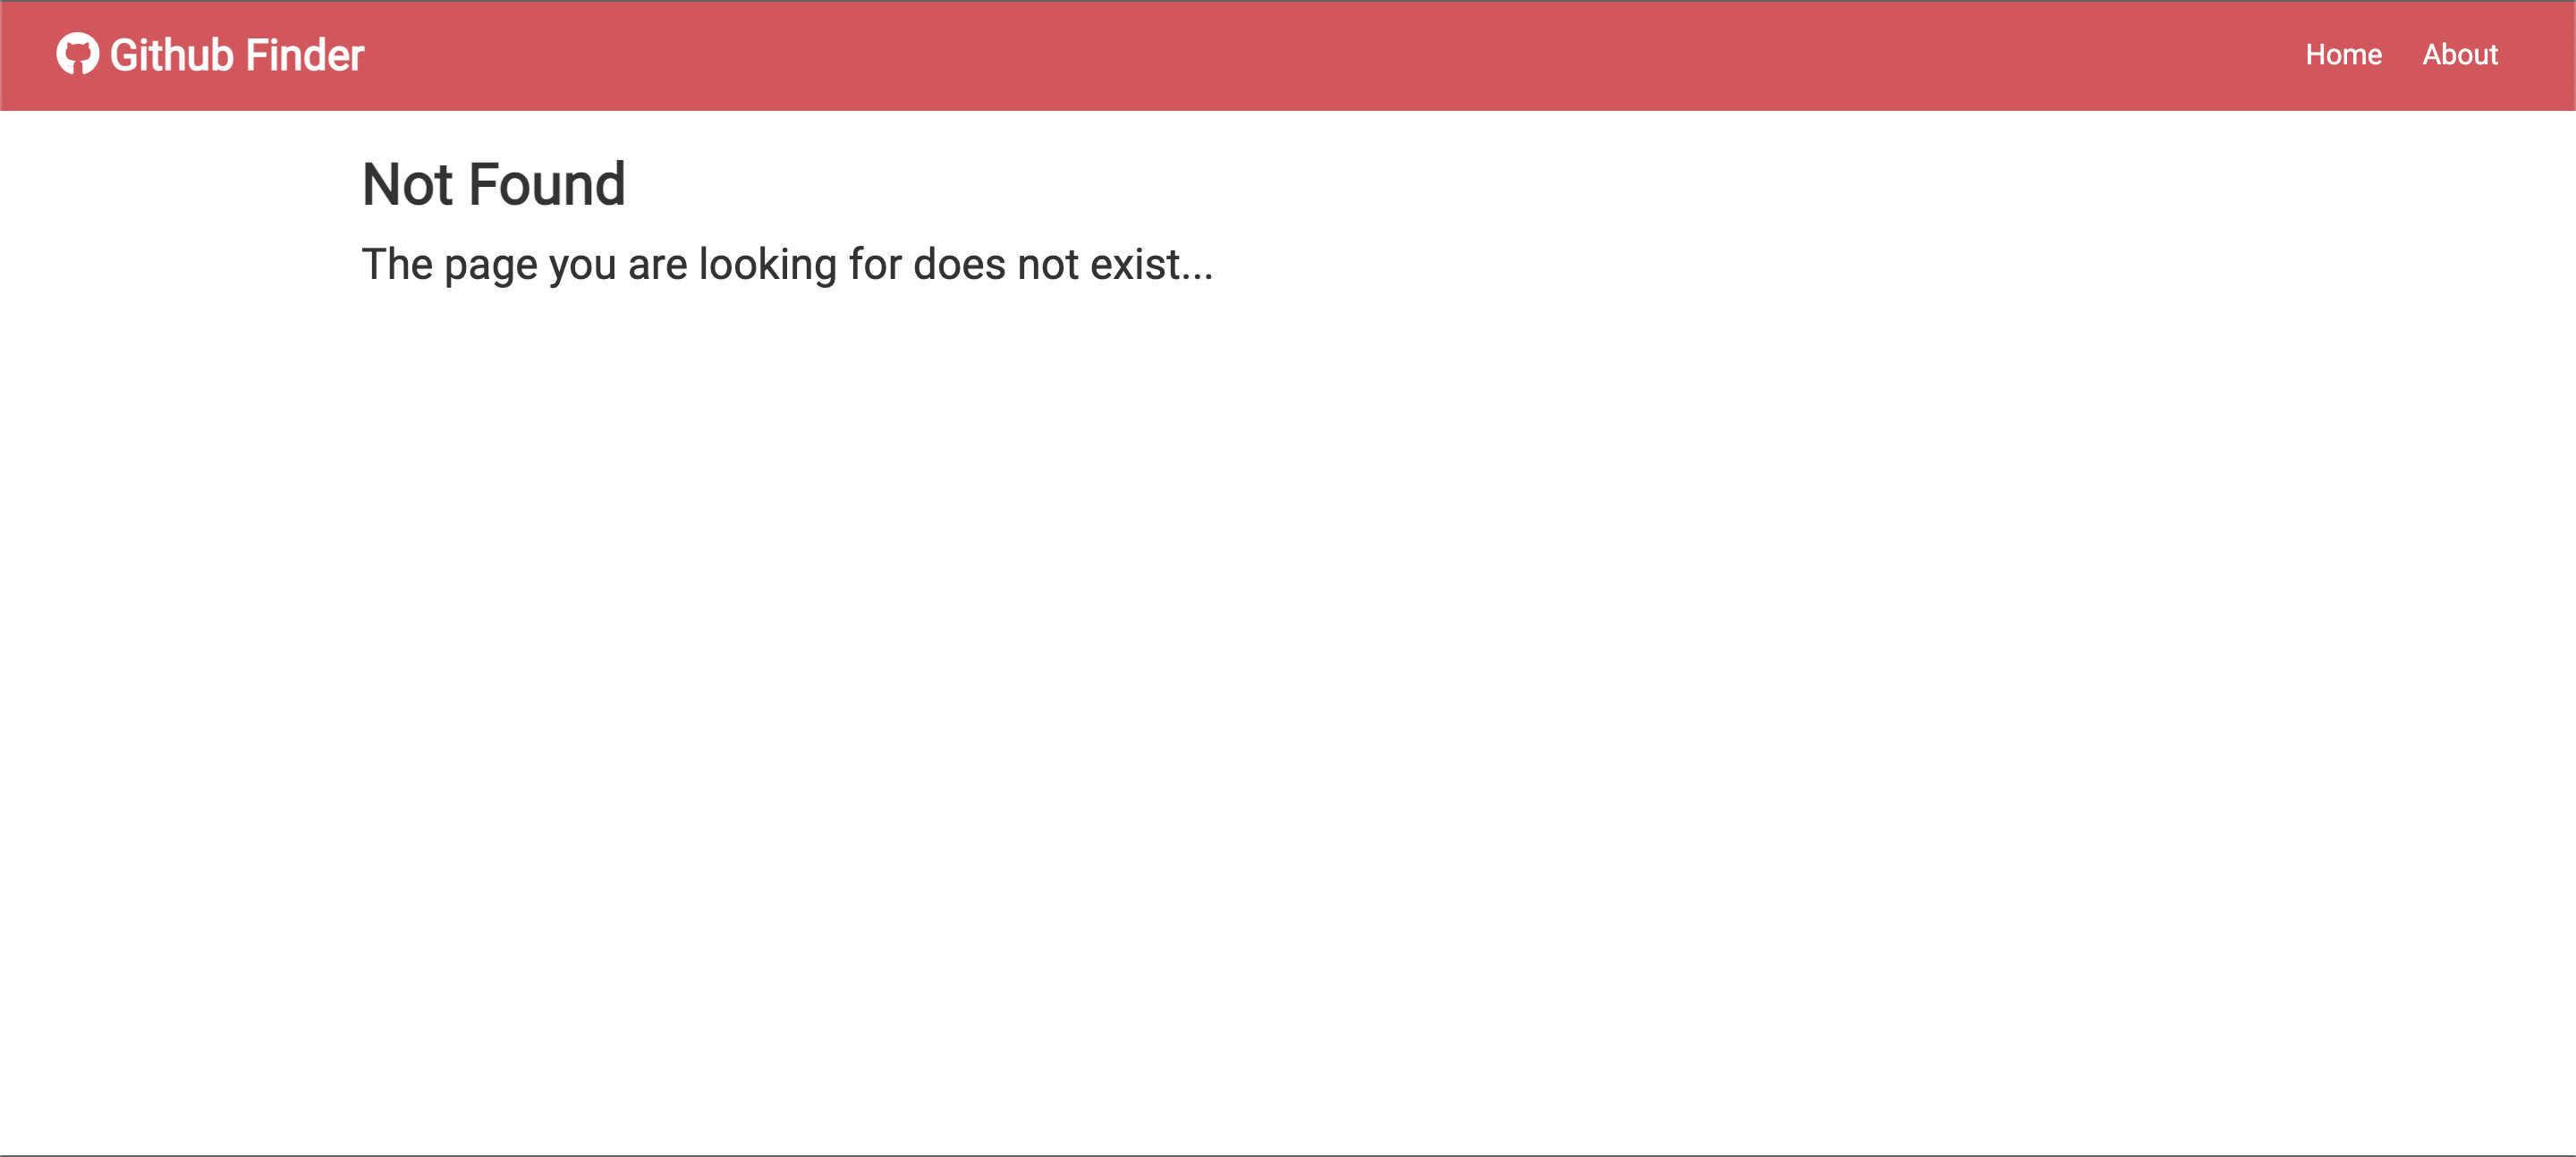 Github Finder
Home About
Not Found
The page you are looking for does not exist...